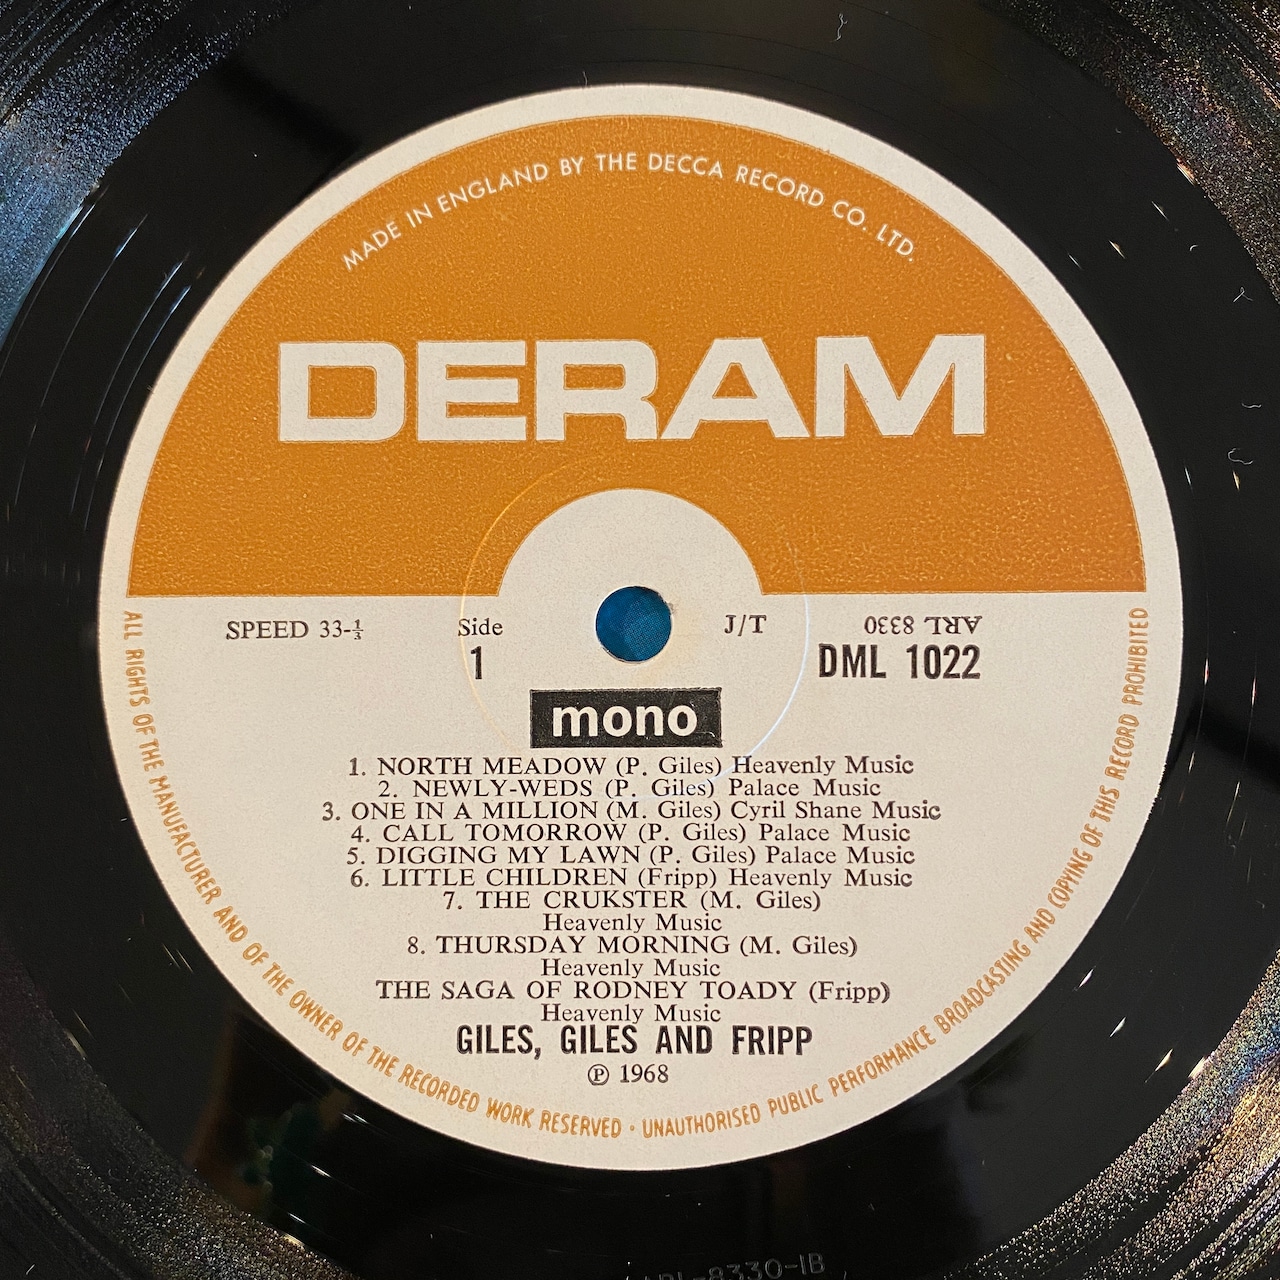 MADE IN ENGLAND BY THE DECCA RECORD CO. LTD.
DERAM
SPEED 33-⅓
Side
1
J/T
ARL 8330
DML 1022
mono
1. NORTH MEADOW (P. Giles) Heavenly Music
2. NEWLY-WEDS (P. Giles) Palace Music
3. ONE IN A MILLION (M. Giles) Cyril Shane Music
4. CALL TOMORROW (P. Giles) Palace Music
5. DIGGING MY LAWN (P. Giles) Palace Music
6. LITTLE CHILDREN (Fripp) Heavenly Music
7. THE CRUKSTER (M. Giles)
Heavenly Music
8. THURSDAY MORNING (M. Giles)
Heavenly Music
THE SAGA OF RODNEY TOADY (Fripp)
Heavenly Music
GILES, GILES AND FRIPP
℗ 1968
ALL RIGHTS OF THE MANUFACTURER AND OF THE OWNER OF THE RECORDED WORK RESERVED · UNAUTHORISED PUBLIC PERFORMANCE BROADCASTING AND COPYING OF THIS RECORD PROHIBITED
ARL-8330-1B